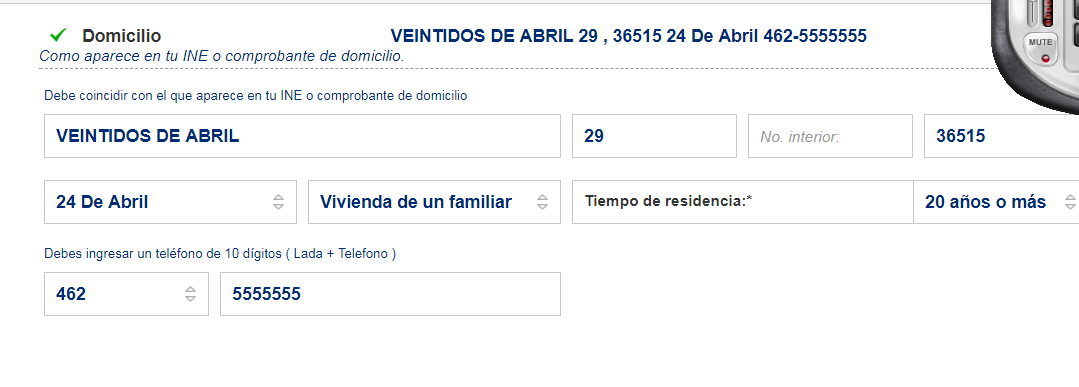 Domicilio VEINTIDOS DE ABRIL 29 , 36515 24 De Abril 462-5555555
Como aparece en tu INE o comprobante de domicilio.
MUTE
Debe coincidir con el que aparece en tu INE o comprobante de domicilio
VEINTIDOS DE ABRIL 29 No. interior: 36515
24 De Abril Vivienda de un familiar Tiempo de residencia:* 20 años o más
Debes ingresar un teléfono de 10 dígitos ( Lada + Telefono )
462 5555555